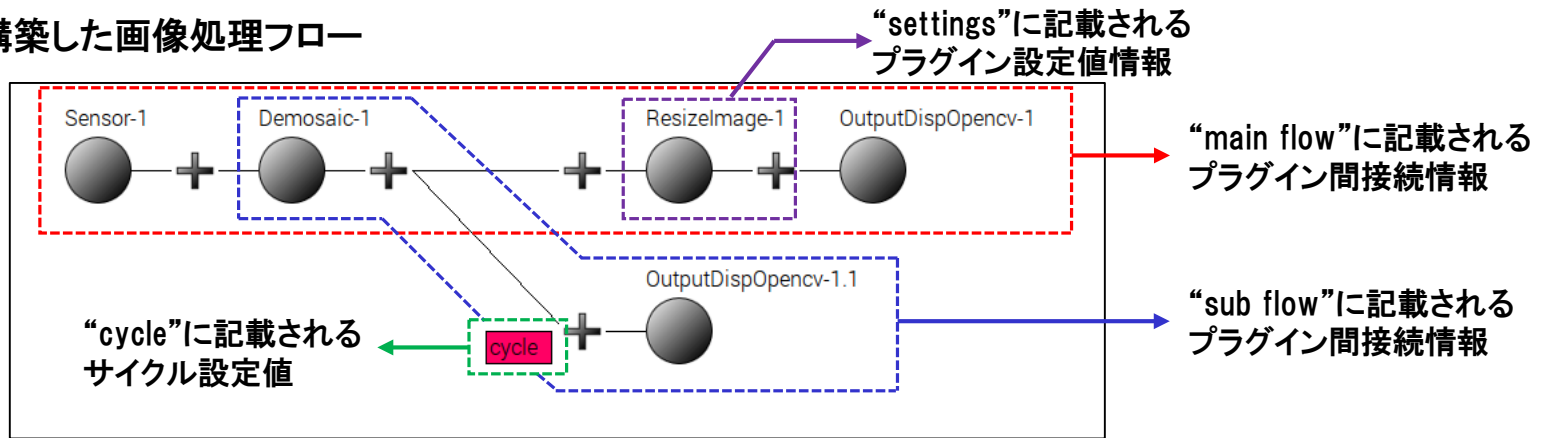 構築した画像処理フロー
“settings”に記載される
プラグイン設定値情報
Sensor-1
Demosaic-1
ResizeImage-1
OutputDispOpencv-1
“main flow”に記載される
プラグイン間接続情報
OutputDispOpencv-1.1
“cycle”に記載される
サイクル設定値
cycle
“sub flow”に記載される
プラグイン間接続情報